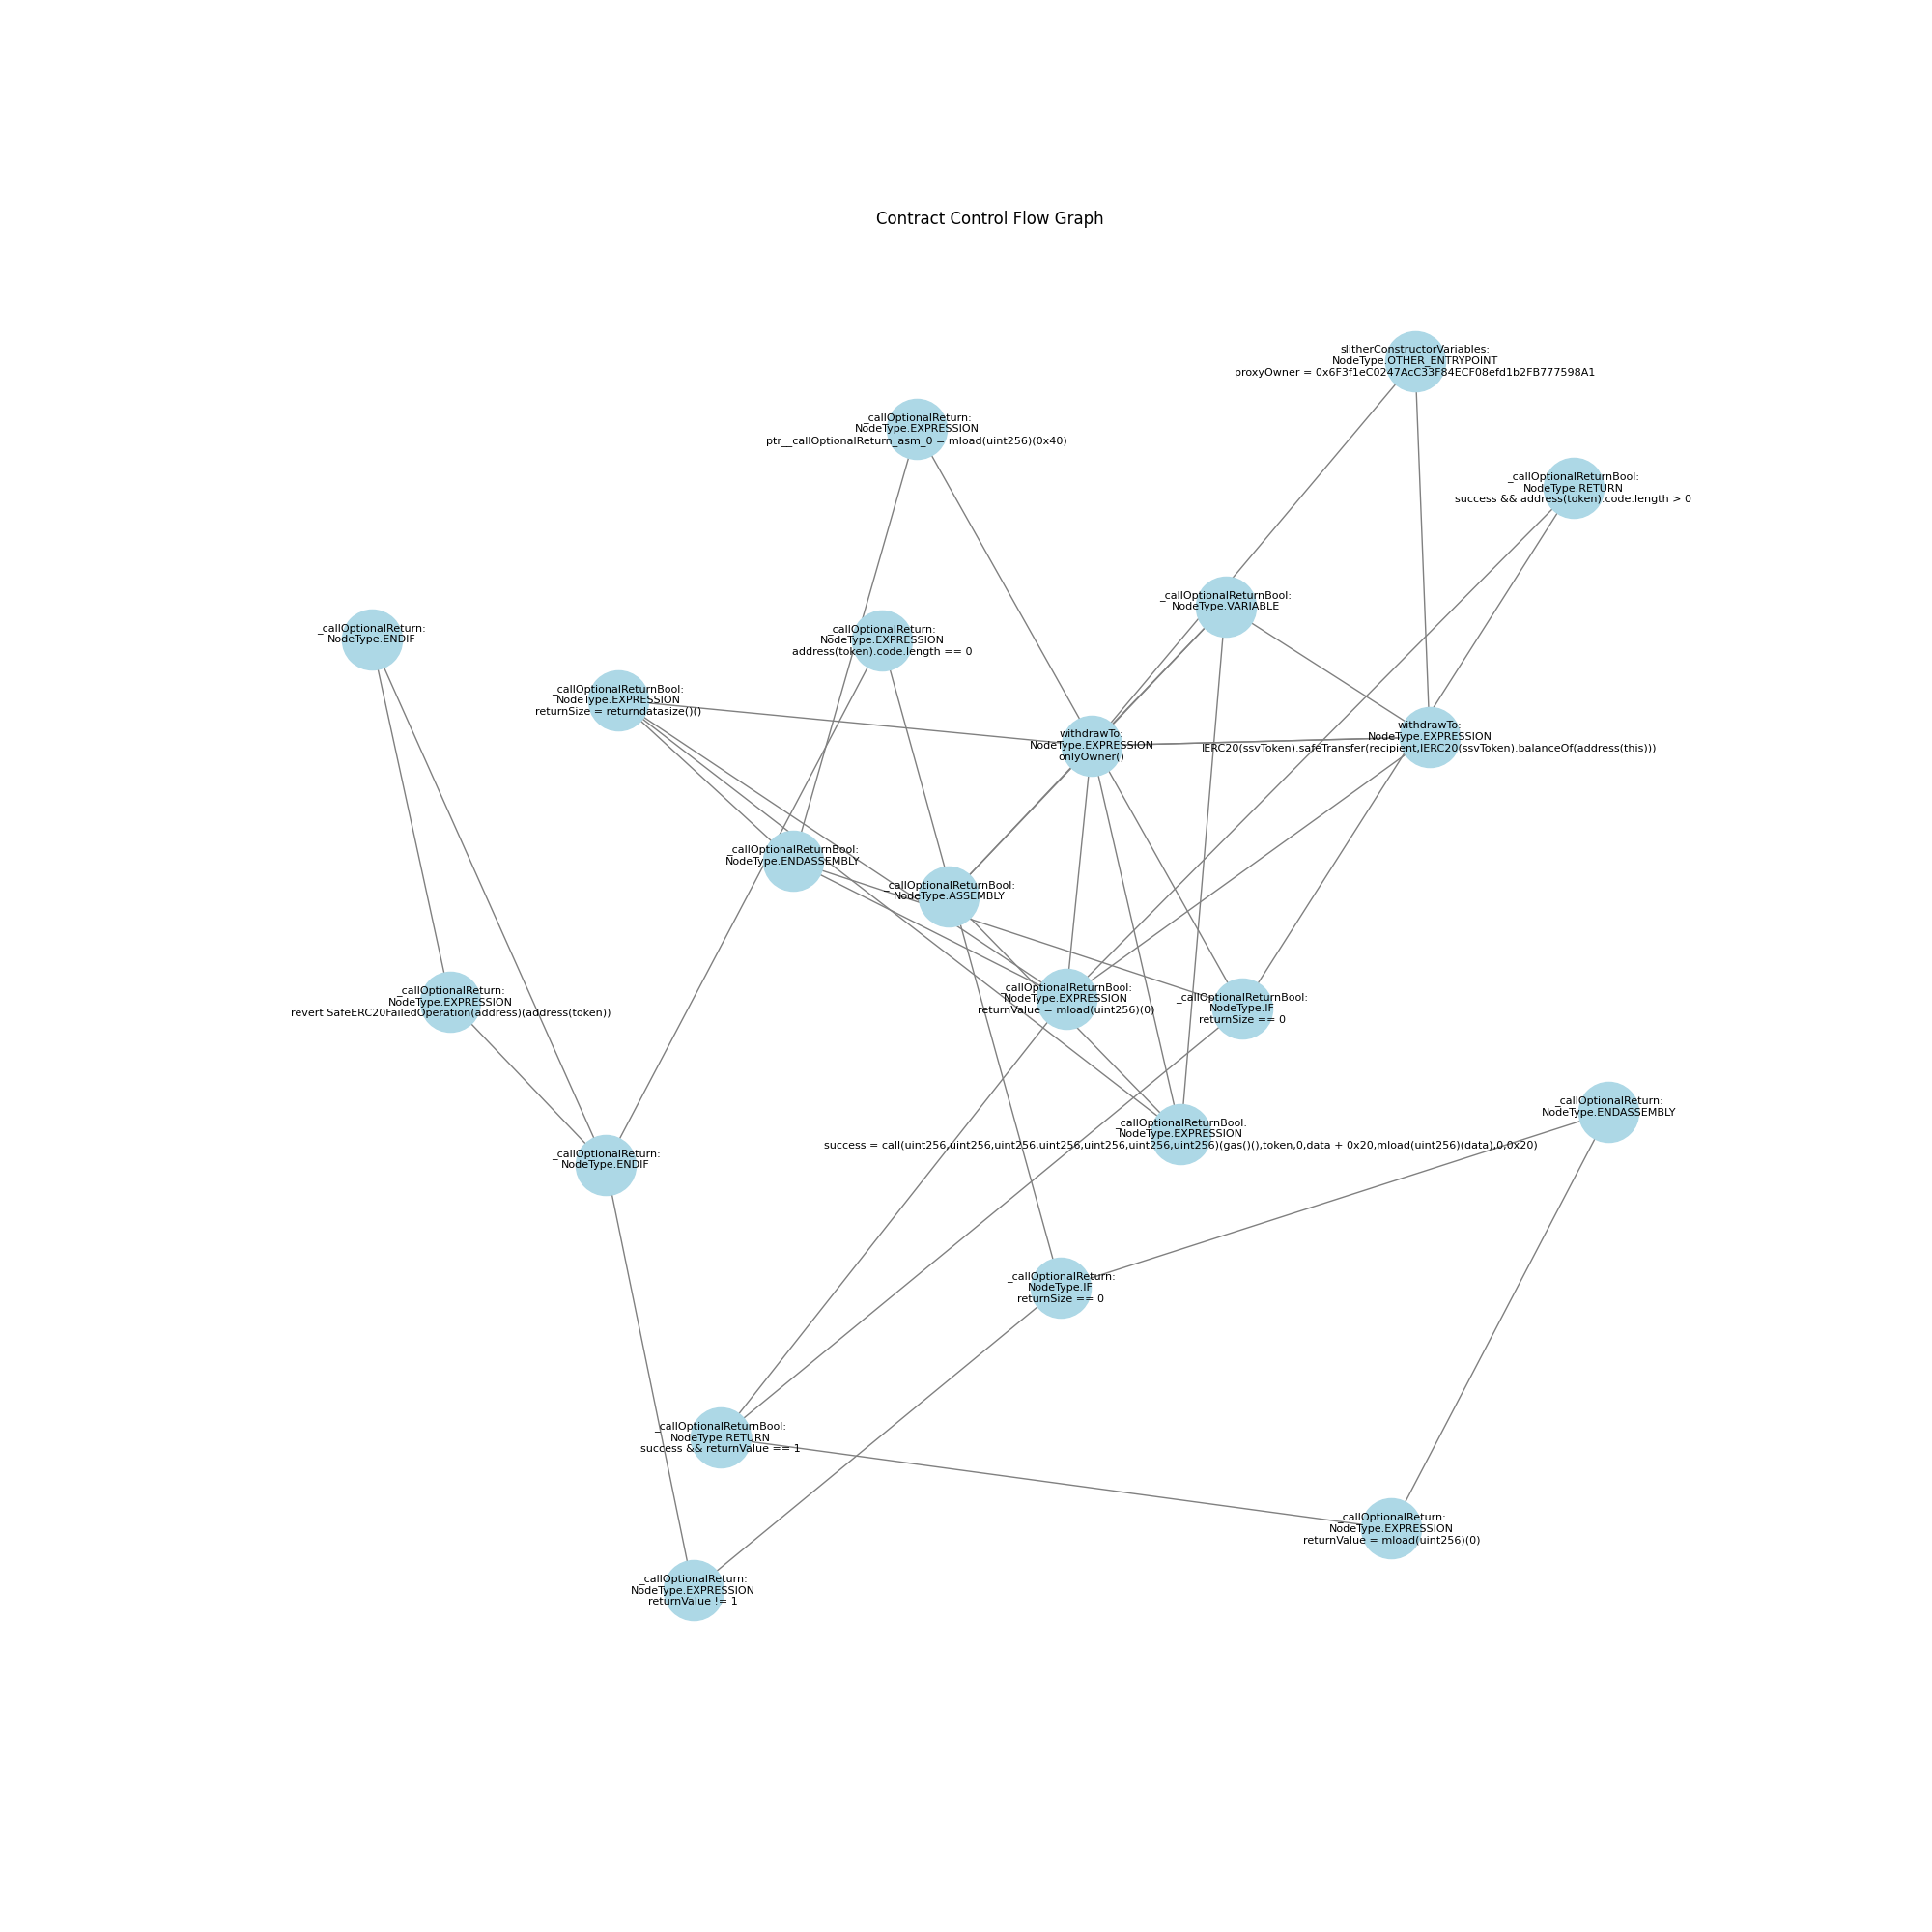 Contract Control Flow Graph
slitherConstructorVariables:
NodeType.OTHER_ENTRYPOINT
proxyOwner = 0x6F3f1eC0247AcC33F84ECF08efd1b2FB777598A1
_callOptionalReturn:
NodeType.EXPRESSION
ptr__callOptionalReturn_asm_0 = mload(uint256)(0x40)
_callOptionalReturnBool:
NodeType.RETURN
success && address(token).code.length > 0
_callOptionalReturnBool:
NodeType.VARIABLE
_callOptionalReturn:
NodeType.ENDIF
_callOptionalReturn:
NodeType.EXPRESSION
address(token).code.length == 0
_callOptionalReturnBool:
NodeType.EXPRESSION
returnSize = returndatasize()()
withdrawTo:
NodeType.EXPRESSION
onlyOwner()
withdrawTo:
NodeType.EXPRESSION
IERC20(ssvToken).safeTransfer(recipient,IERC20(ssvToken).balanceOf(address(this)))
_callOptionalReturnBool:
NodeType.ENDASSEMBLY
_callOptionalReturnBool:
NodeType.ASSEMBLY
_callOptionalReturn:
NodeType.EXPRESSION
revert SafeERC20FailedOperation(address)(address(token))
_callOptionalReturnBool:
NodeType.EXPRESSION
returnValue = mload(uint256)(0)
_callOptionalReturnBool:
NodeType.IF
returnSize == 0
_callOptionalReturn:
NodeType.ENDASSEMBLY
_callOptionalReturnBool:
NodeType.EXPRESSION
success = call(uint256,uint256,uint256,uint256,uint256,uint256,uint256)(gas()(),token,0,data + 0x20,mload(uint256)(data),0,0x20)
_callOptionalReturn:
NodeType.ENDIF
_callOptionalReturn:
NodeType.IF
returnSize == 0
_callOptionalReturnBool:
NodeType.RETURN
success && returnValue == 1
_callOptionalReturn:
NodeType.EXPRESSION
returnValue = mload(uint256)(0)
_callOptionalReturn:
NodeType.EXPRESSION
returnValue != 1